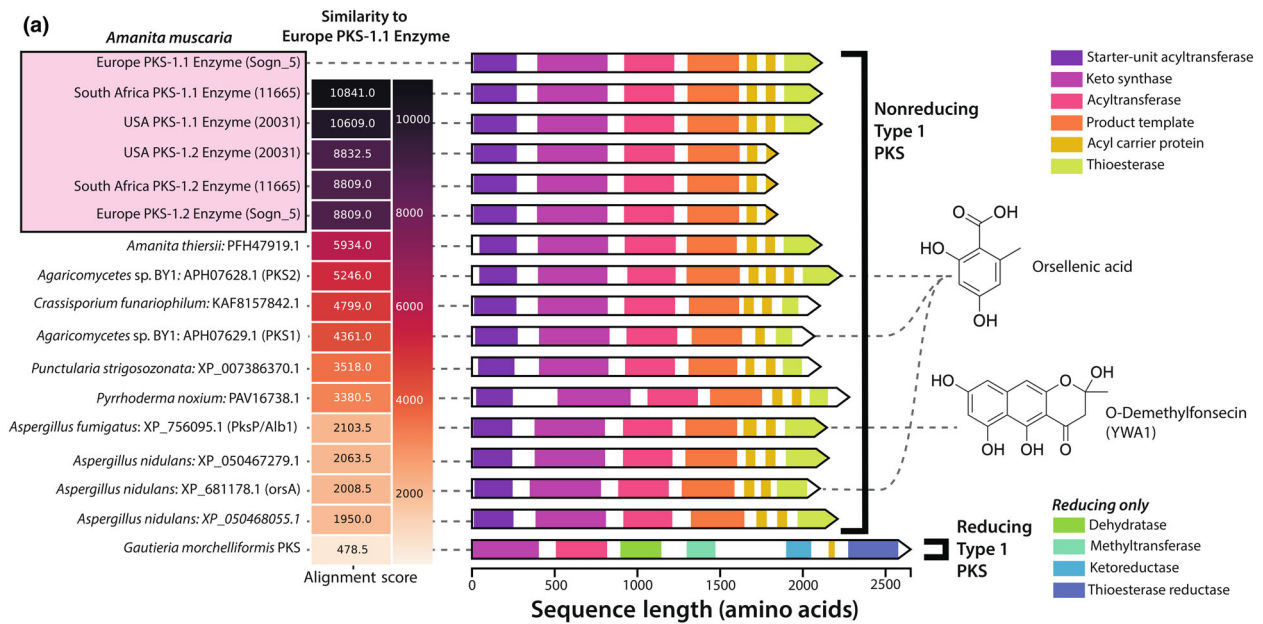 (a)
Amanita muscaria
Similarity to
Europe PKS-1.1 Enzyme
Europe PKS-1.1 Enzyme (Sogn_5)
South Africa PKS-1.1 Enzyme (11665)
10841.0
USA PKS-1.1 Enzyme (20031)
10609.0
USA PKS-1.2 Enzyme (20031)
8832.5
South Africa PKS-1.2 Enzyme (11665)
8809.0
Europe PKS-1.2 Enzyme (Sogn_5)
8809.0
Amanita thiersii: PFH47919.1
5934.0
Agaricomycetes sp. BY1: APH07628.1 (PKS2)
5246.0
Crassisporium funariophilum: KAF8157842.1
4799.0
Agaricomycetes sp. BY1: APH07629.1 (PKS1)
4361.0
Punctularia strigosozonata: XP_007386370.1
3518.0
Pyrrhoderma noxium: PAV16738.1
3380.5
Aspergillus fumigatus: XP_756095.1 (PksP/Alb1)
2103.5
Aspergillus nidulans: XP_050467279.1
2063.5
Aspergillus nidulans: XP_681178.1 (orsA)
2008.5
Aspergillus nidulans: XP_050468055.1
1950.0
Gautieria morchelliformis PKS
478.5
Alignment score
10000
8000
6000
4000
2000
0
500
1000
1500
2000
2500
Sequence length (amino acids)
Nonreducing
Type 1
PKS
Reducing
Type 1
PKS
Starter-unit acyltransferase
Keto synthase
Acyltransferase
Product template
Acyl carrier protein
Thioesterase
O
OH
HO
OH
Orsellenic acid
HO
O
OH
OH
OH
O
O-Demethylfonsecin
(YWA1)
Reducing only
Dehydratase
Methyltransferase
Ketoreductase
Thioesterase reductase